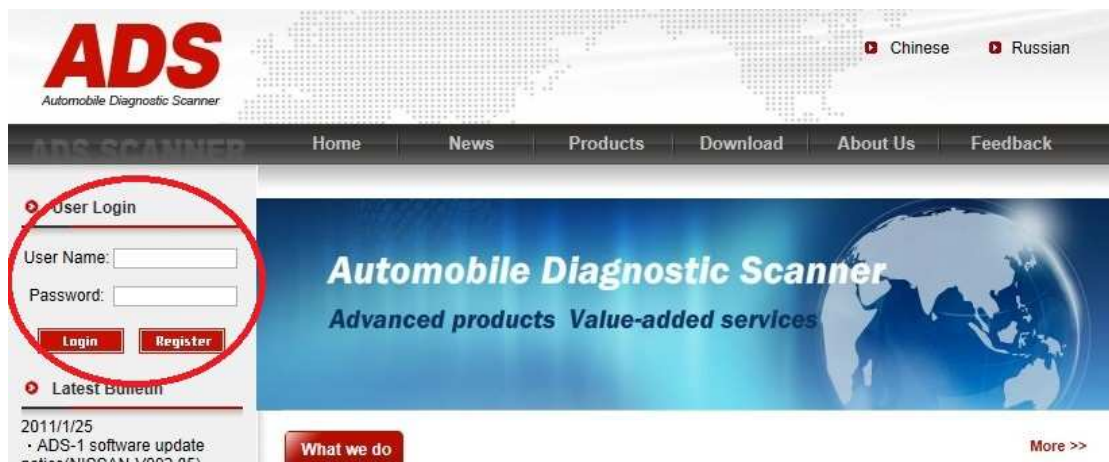 ADS
Automobile Diagnostic Scanner
Chinese
Russian
ADS SCANNER
Home
News
Products
Download
About Us
Feedback
User Login
User Name:
Password:
Login
Register
Automobile Diagnostic Scanner
Advanced products Value-added services
Latest Bulletin
2011/1/25
· ADS-1 software update
What we do
More >>